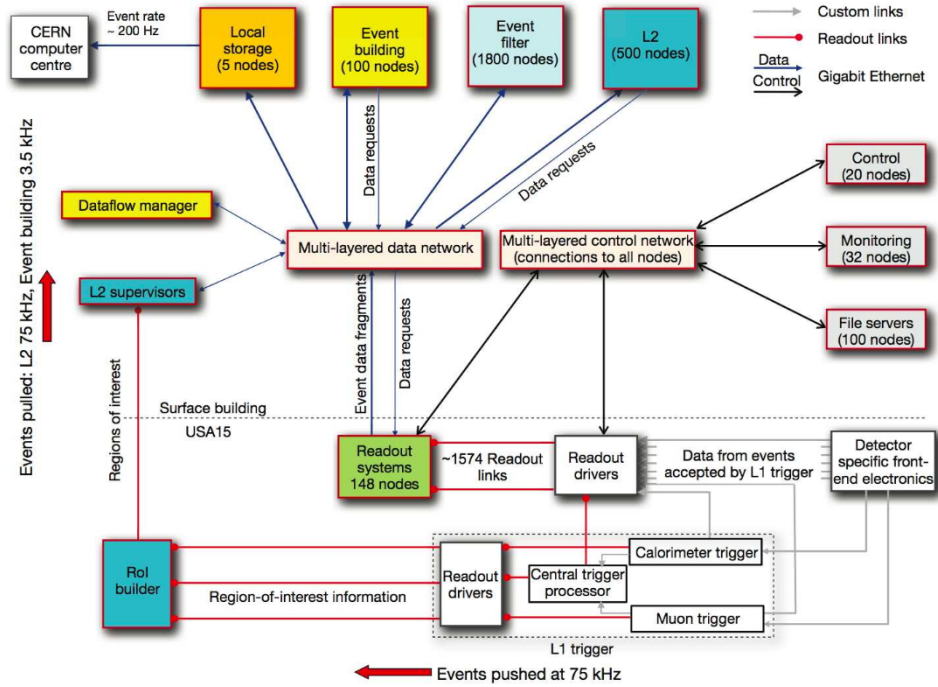 CERN
computer
centre
Event rate
~ 200 Hz
Local
storage
(5 nodes)
Event
building
(100 nodes)
Event
filter
(1800 nodes)
L2
(500 nodes)
Custom links
Readout links
Data
Control
Gigabit Ethernet
Data requests
Data requests
Control
(20 nodes)
Dataflow manager
Multi-layered data network
Multi-layered control network
(connections to all nodes)
Monitoring
(32 nodes)
L2 supervisors
File servers
(100 nodes)
Events pulled: L2 75 kHz, Event building 3.5 kHz
Regions of interest
Event data fragments
Data requests
Surface building
USA15
Readout
systems
148 nodes
~1574 Readout
links
Readout
drivers
Data from events
accepted by L1 trigger
Detector
specific front-
end electronics
RoI
builder
Region-of-interest information
Readout
drivers
Central trigger
processor
Calorimeter trigger
Muon trigger
L1 trigger
Events pushed at 75 kHz